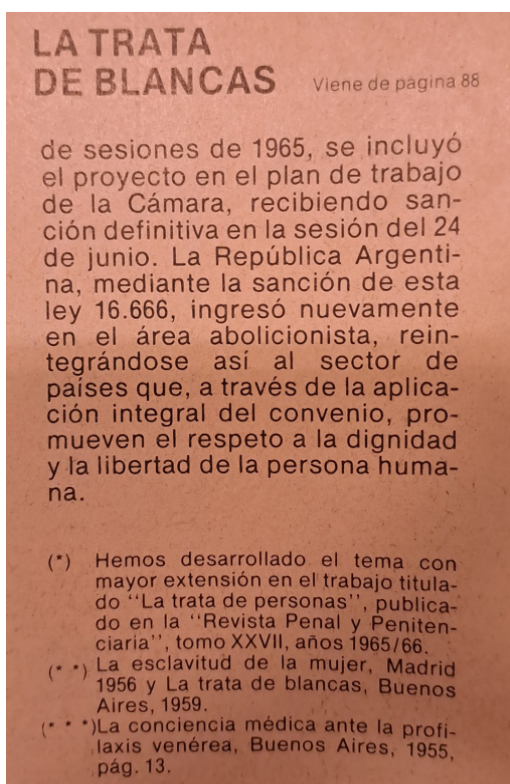 LA TRATA
DE BLANCAS Viene de pagina 88
de sesiones de 1965, se incluyó
el proyecto en el plan de trabajo
de la Cámara, recibiendo san-
ción definitiva en la sesión del 24
de junio. La República Argenti-
na, mediante la sanción de esta
ley 16.666, ingresó nuevamente
en el área abolicionista, rein-
tegrándose así al sector de
países que, a través de la aplica-
ción integral del convenio, pro-
mueven el respeto a la dignidad
y la libertad de la persona huma-
na.
(*) Hemos desarrollado el tema con
mayor extensión en el trabajo titula-
do “La trata de personas”, publica-
do en la “Revista Penal y Peniten-
ciaria”, tomo XXVII, años 1965/66.
(* *) La esclavitud de la mujer, Madrid
1956 y La trata de blancas, Buenos
Aires, 1959.
(* * *)La conciencia médica ante la profi-
laxis venérea, Buenos Aires, 1955,
pág. 13.